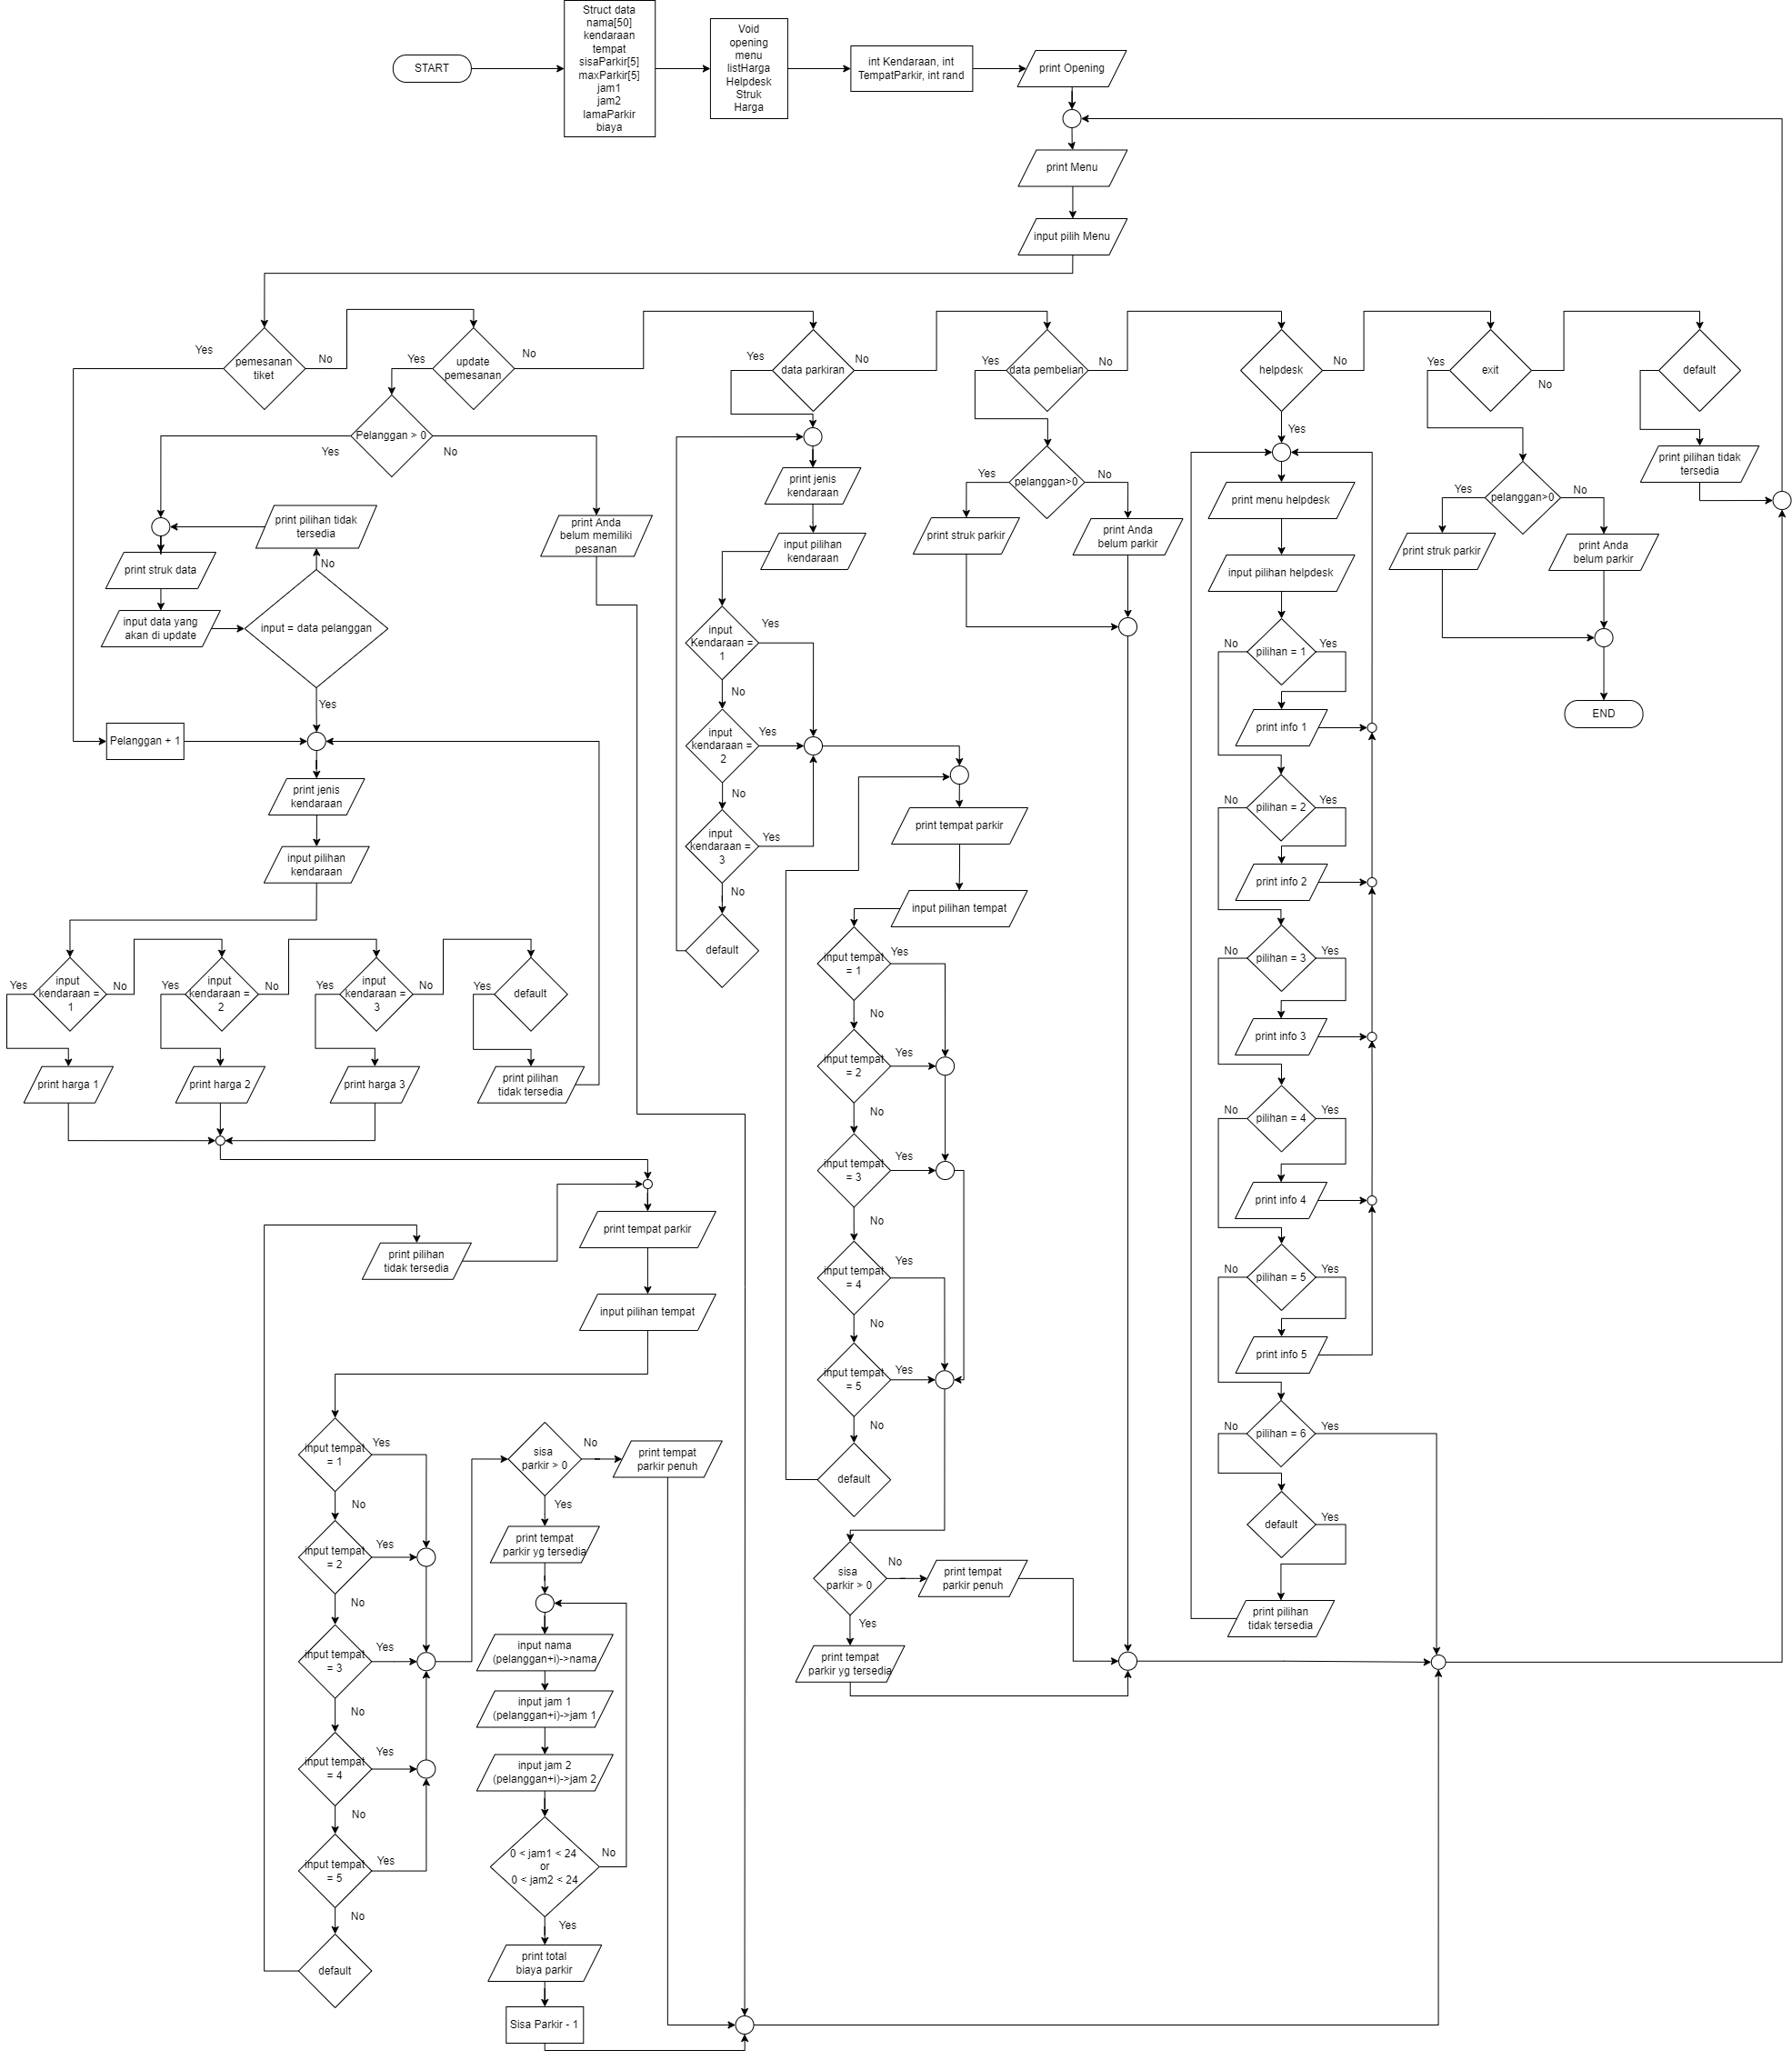 START
Struct data
nama[50]
kendaraan
tempat
sisaParkir[5]
maxParkir[5]
jam1
jam2
lamaParkir
biaya
Void
opening
menu
listHarga
Helpdesk
Struk
Harga
int Kendaraan, int
TempatParkir, int rand
print Opening
print Menu
input pilih Menu
Yes
pemesanan
tiket
No
Yes
update
pemesanan
No
Yes
data parkiran
No
Yes
data pembelian
No
helpdesk
No
Yes
Yes
exit
No
default
Pelanggan > 0
Yes
No
print pilihan tidak
tersedia
print struk data
No
input data yang
akan di update
input = data pelanggan
Yes
print Anda
belum memiliki
pesanan
Pelanggan + 1
print jenis
kendaraan
input pilihan
kendaraan
Yes
input
kendaraan =
1
No
Yes
input
kendaraan =
2
No
Yes
input
kendaraan =
3
No
Yes
default
print harga 1
print harga 2
print harga 3
print pilihan
tidak tersedia
print tempat parkir
print pilihan
tidak tersedia
input pilihan tempat
input tempat
= 1
Yes
No
input tempat
= 2
Yes
No
input tempat
= 3
Yes
No
input tempat
= 4
Yes
No
input tempat
= 5
Yes
No
default
sisa
parkir > 0
No
print tempat
parkir penuh
Yes
print tempat
parkir yg tersedia
input nama
(pelanggan+i)->nama
input jam 1
(pelanggan+i)->jam 1
input jam 2
(pelanggan+i)->jam 2
0 < jam1 < 24
or
0 < jam2 < 24
No
Yes
print total
biaya parkir
Sisa Parkir - 1
print jenis
kendaraan
input pilihan
kendaraan
input
Kendaraan =
1
Yes
No
input
kendaraan =
2
Yes
No
input
kendaraan =
3
Yes
No
default
print tempat parkir
input pilihan tempat
input tempat
= 1
Yes
No
input tempat
= 2
Yes
No
input tempat
= 3
Yes
No
input tempat
= 4
Yes
No
input tempat
= 5
Yes
No
default
sisa
parkir > 0
No
print tempat
parkir penuh
Yes
print tempat
parkir yg tersedia
Yes
pelanggan>0
No
print struk parkir
print Anda
belum parkir
print menu helpdesk
input pilihan helpdesk
No
pilihan = 1
Yes
print info 1
No
pilihan = 2
Yes
print info 2
No
pilihan = 3
Yes
print info 3
No
pilihan = 4
Yes
print info 4
No
pilihan = 5
Yes
print info 5
No
pilihan = 6
Yes
default
Yes
print pilihan
tidak tersedia
Yes
pelanggan>0
No
print struk parkir
print Anda
belum parkir
END
print pilihan tidak
tersedia